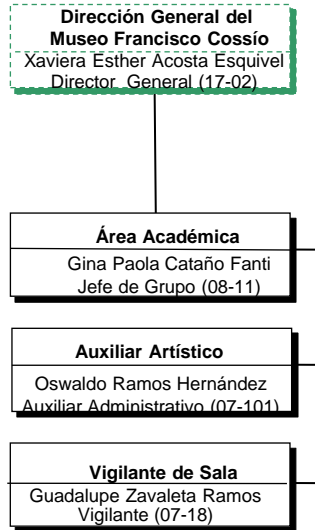 Dirección General del
Museo Francisco Cossío
Xaviera Esther Acosta Esquivel
Director General (17-02)
Área Académica
Gina Paola Cataño Fanti
Jefe de Grupo (08-11)
Auxiliar Artístico
Oswaldo Ramos Hernández
Auxiliar Administrativo (07-101)
Vigilante de Sala
Guadalupe Zavaleta Ramos
Vigilante (07-18)